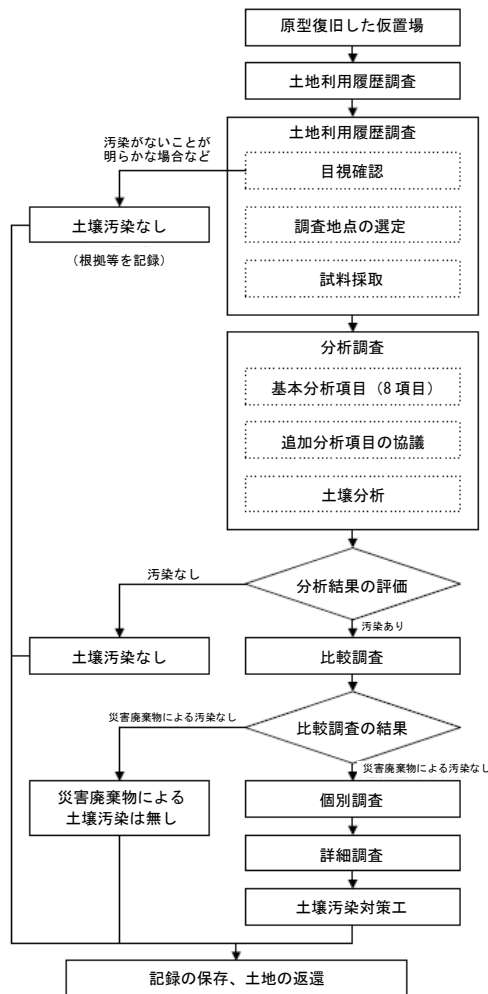 原型復旧した仮置場
土地利用履歴調査
土地利用履歴調査
汚染がないことが
明らかな場合など
目視確認
土壌汚染なし
調査地点の選定
（根拠等を記録）
試料採取
分析調査
基本分析項目（8 項目）
追加分析項目の協議
土壌分析
汚染なし
分析結果の評価
汚染あり
土壌汚染なし
比較調査
災害廃棄物による汚染なし
比較調査の結果
災害廃棄物による汚染なし
災害廃棄物による
土壌汚染は無し
個別調査
詳細調査
土壌汚染対策工
記録の保存、土地の返還